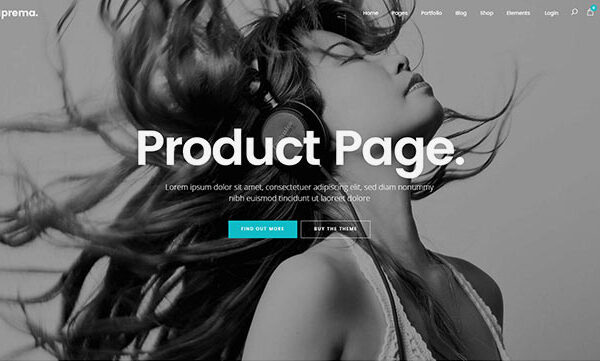 prema.
Home Pages Portfolio Blog Shop Elements Login
Product Page.
Lorem ipsum dolor sit amet, consectetuer adipiscing elit, sed diam nonummy
nibh euismod tincidunt ut laoreet dolore
FIND OUT MORE BUY THE THEME